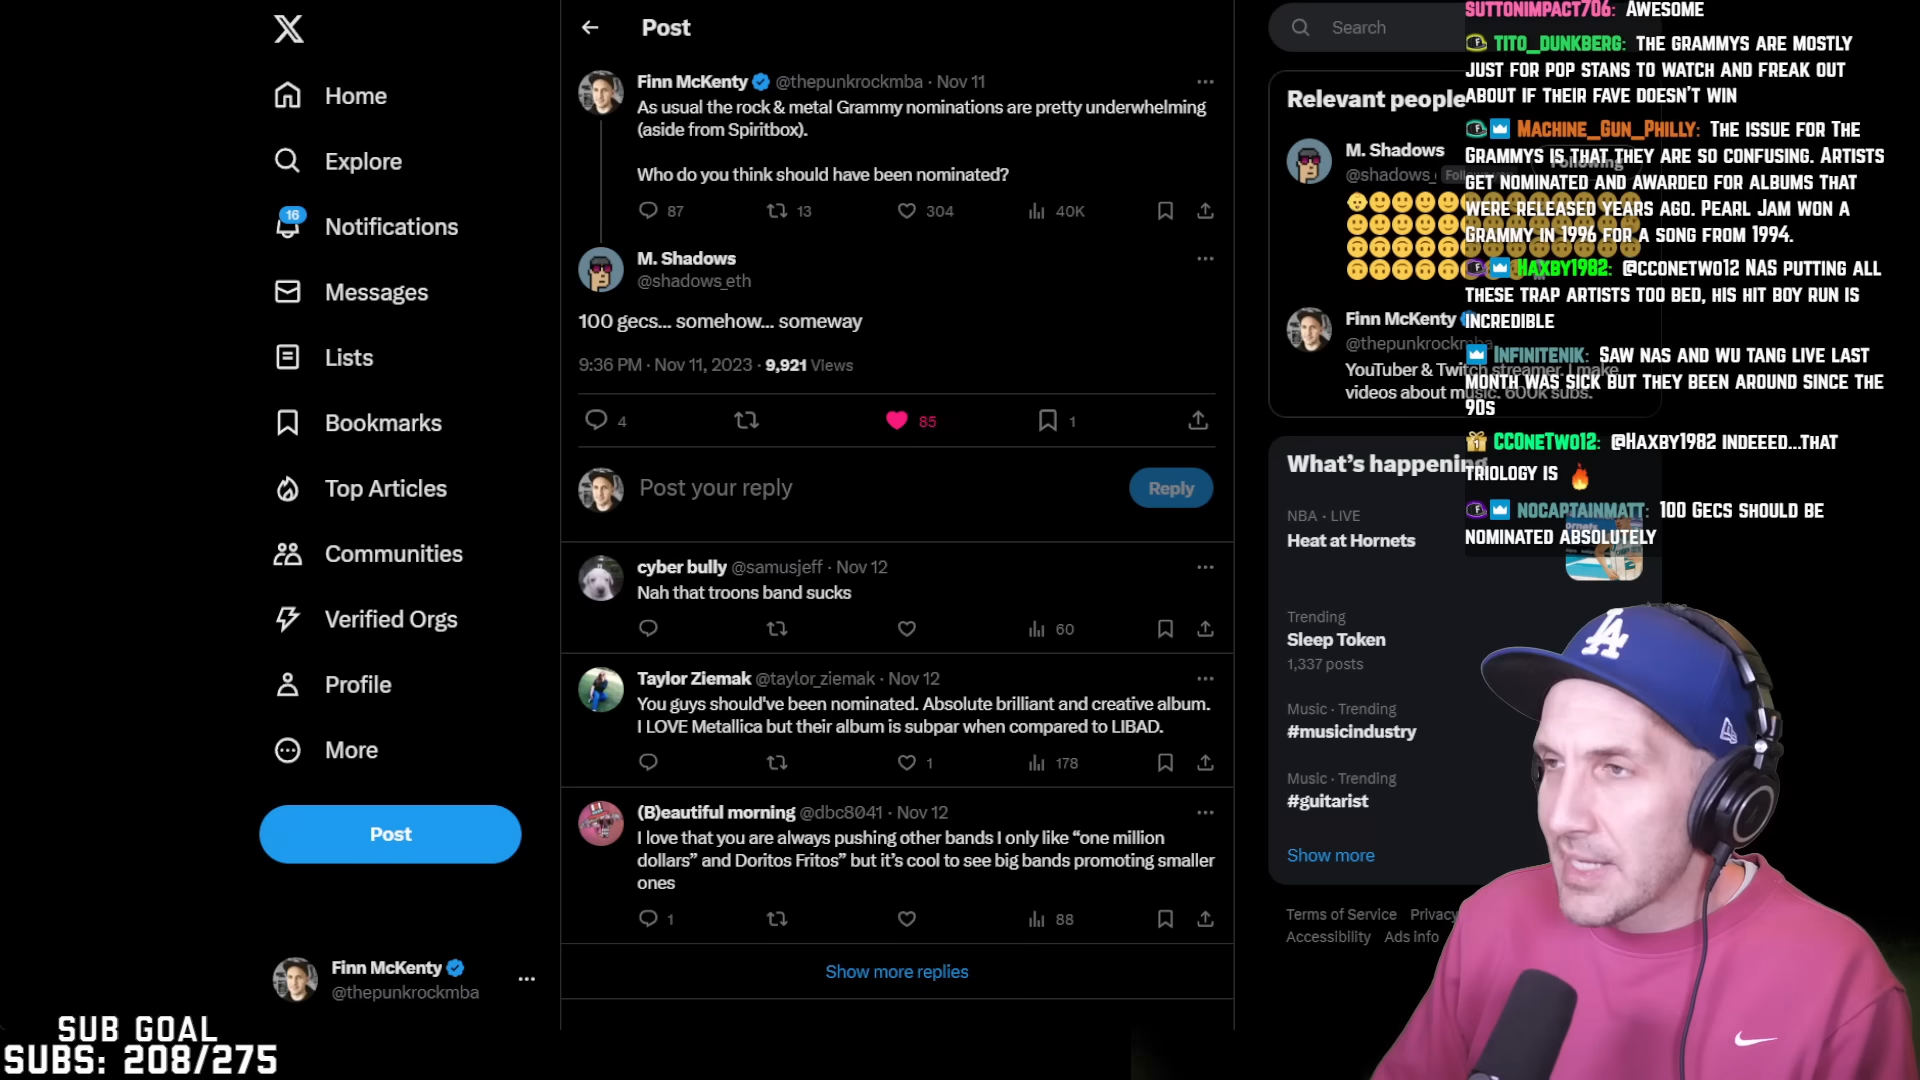 Home
Explore
16
Notifications
Messages
Lists
Bookmarks
Top Articles
Communities
Verified Orgs
Profile
More
Post
Finn McKenty
@thepunkrockmba
SUB GOAL
SUBS: 208/275
Post
Finn McKenty @thepunkrockmba · Nov 11
As usual the rock & metal Grammy nominations are pretty underwhelming
(aside from Spiritbox).
Who do you think should have been nominated?
87 13 304 40K
M. Shadows
@shadows_eth
100 gecs... somehow... someway
9:36 PM · Nov 11, 2023 · 9,921 Views
4 85 1
Post your reply
Reply
cyber bully @samusjeff · Nov 12
Nah that troons band sucks
60
Taylor Ziemak @taylor_ziemak · Nov 12
You guys should've been nominated. Absolute brilliant and creative album.
I LOVE Metallica but their album is subpar when compared to LIBAD.
1 178
(B)eautiful morning @dbc8041 · Nov 12
I love that you are always pushing other bands I only like “one million
dollars” and Doritos Fritos” but it’s cool to see big bands promoting smaller
ones
1 88
Show more replies
Search
Relevant people
M. Shadows
@shadows_
Following
Finn McKenty
@thepunkrockmba
YouTuber & Twitch streamer. I make
videos about music. 600k subs.
What’s happening
NBA · LIVE
Heat at Hornets
Trending
Sleep Token
1,337 posts
Music · Trending
#musicindustry
Music · Trending
#guitarist
Show more
Terms of Service Privacy
Accessibility Ads info
SUTTONIMPACT706: AWESOME
TITO_DUNKBERG: THE GRAMMYS ARE MOSTLY
JUST FOR POP STANS TO WATCH AND FREAK OUT
ABOUT IF THEIR FAVE DOESN'T WIN
MACHINE_GUN_PHILLY: THE ISSUE FOR THE
GRAMMYS IS THAT THEY ARE SO CONFUSING. ARTISTS
GET NOMINATED AND AWARDED FOR ALBUMS THAT
WERE RELEASED YEARS AGO. PEARL JAM WON A
GRAMMY IN 1996 FOR A SONG FROM 1994.
HAXBY1982: @CCONETWO12 NAS PUTTING ALL
THESE TRAP ARTISTS TOO BED, HIS HIT BOY RUN IS
INCREDIBLE
INFINITENIK: SAW NAS AND WU TANG LIVE LAST
MONTH WAS SICK BUT THEY BEEN AROUND SINCE THE
90S
CCONETWO12: @HAXBY1982 INDEEED...THAT
TRIOLOGY IS
NOCAPTAINMATT: 100 GECS SHOULD BE
NOMINATED ABSOLUTELY
LA